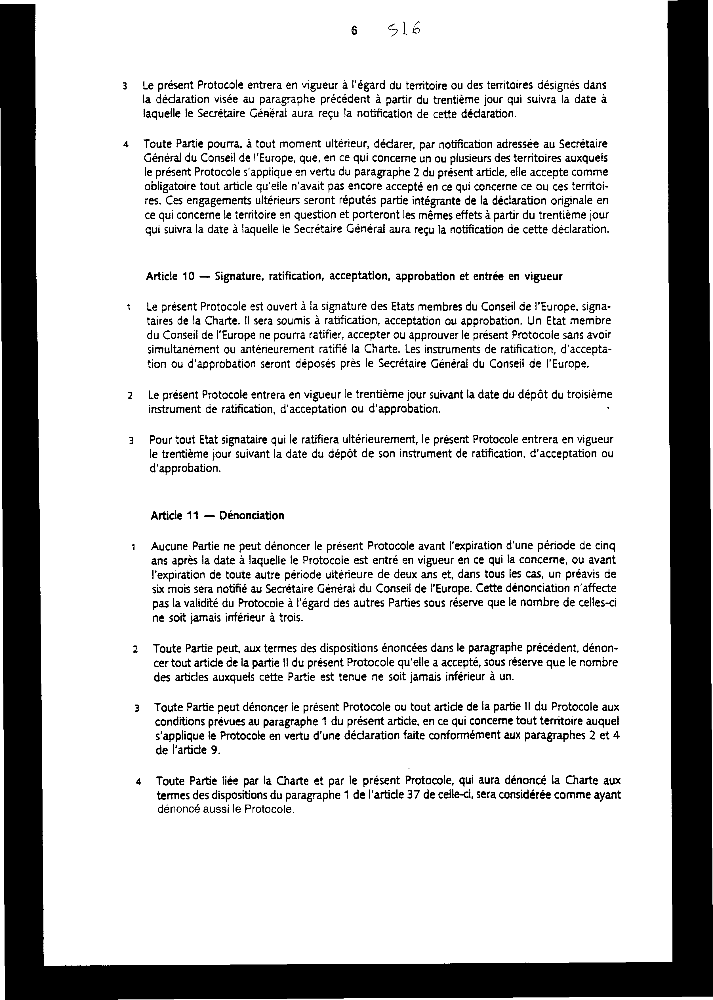 6 516
3 Le présent Protocole entrera en vigueur à l'égard du territoire ou des territoires désignés dans
la déclaration visée au paragraphe précédent à partir du trentième jour qui suivra la date à
laquelle le Secrétaire Général aura reçu la notification de cette déclaration.
4 Toute Partie pourra, à tout moment ultérieur, déclarer, par notification adressée au Secrétaire
Général du Conseil de l'Europe, que, en ce qui concerne un ou plusieurs des territoires auxquels
le présent Protocole s'applique en vertu du paragraphe 2 du présent article, elle accepte comme
obligatoire tout article qu'elle n'avait pas encore accepté en ce qui concerne ce ou ces territoi-
res. Ces engagements ultérieurs seront réputés partie intégrante de la déclaration originale en
ce qui concerne le territoire en question et porteront les mêmes effets à partir du trentième jour
qui suivra la date à laquelle le Secrétaire Général aura reçu la notification de cette déclaration.
Article 10 — Signature, ratification, acceptation, approbation et entrée en vigueur
1 Le présent Protocole est ouvert à la signature des Etats membres du Conseil de l'Europe, signa-
taires de la Charte. Il sera soumis à ratification, acceptation ou approbation. Un Etat membre
du Conseil de l'Europe ne pourra ratifier, accepter ou approuver le présent Protocole sans avoir
simultanément ou antérieurement ratifié la Charte. Les instruments de ratification, d'accepta-
tion ou d'approbation seront déposés près le Secrétaire Général du Conseil de l'Europe.
2 Le présent Protocole entrera en vigueur le trentième jour suivant la date du dépôt du troisième
instrument de ratification, d'acceptation ou d'approbation.
3 Pour tout Etat signataire qui le ratifiera ultérieurement, le présent Protocole entrera en vigueur
le trentième jour suivant la date du dépôt de son instrument de ratification, d'acceptation ou
d'approbation.
Article 11 — Dénonciation
1 Aucune Partie ne peut dénoncer le présent Protocole avant l'expiration d'une période de cinq
ans après la date à laquelle le Protocole est entré en vigueur en ce qui la concerne, ou avant
l'expiration de toute autre période ultérieure de deux ans et, dans tous les cas, un préavis de
six mois sera notifié au Secrétaire Général du Conseil de l'Europe. Cette dénonciation n'affecte
pas la validité du Protocole à l'égard des autres Parties sous réserve que le nombre de celles-ci
ne soit jamais inférieur à trois.
2 Toute Partie peut, aux termes des dispositions énoncées dans le paragraphe précédent, dénon-
cer tout article de la partie II du présent Protocole qu'elle a accepté, sous réserve que le nombre
des articles auxquels cette Partie est tenue ne soit jamais inférieur à un.
3 Toute Partie peut dénoncer le présent Protocole ou tout article de la partie II du Protocole aux
conditions prévues au paragraphe 1 du présent article, en ce qui concerne tout territoire auquel
s'applique le Protocole en vertu d'une déclaration faite conformément aux paragraphes 2 et 4
de l'article 9.
4 Toute Partie liée par la Charte et par le présent Protocole, qui aura dénoncé la Charte aux
termes des dispositions du paragraphe 1 de l'article 37 de celle-ci, sera considérée comme ayant
dénoncé aussi le Protocole.